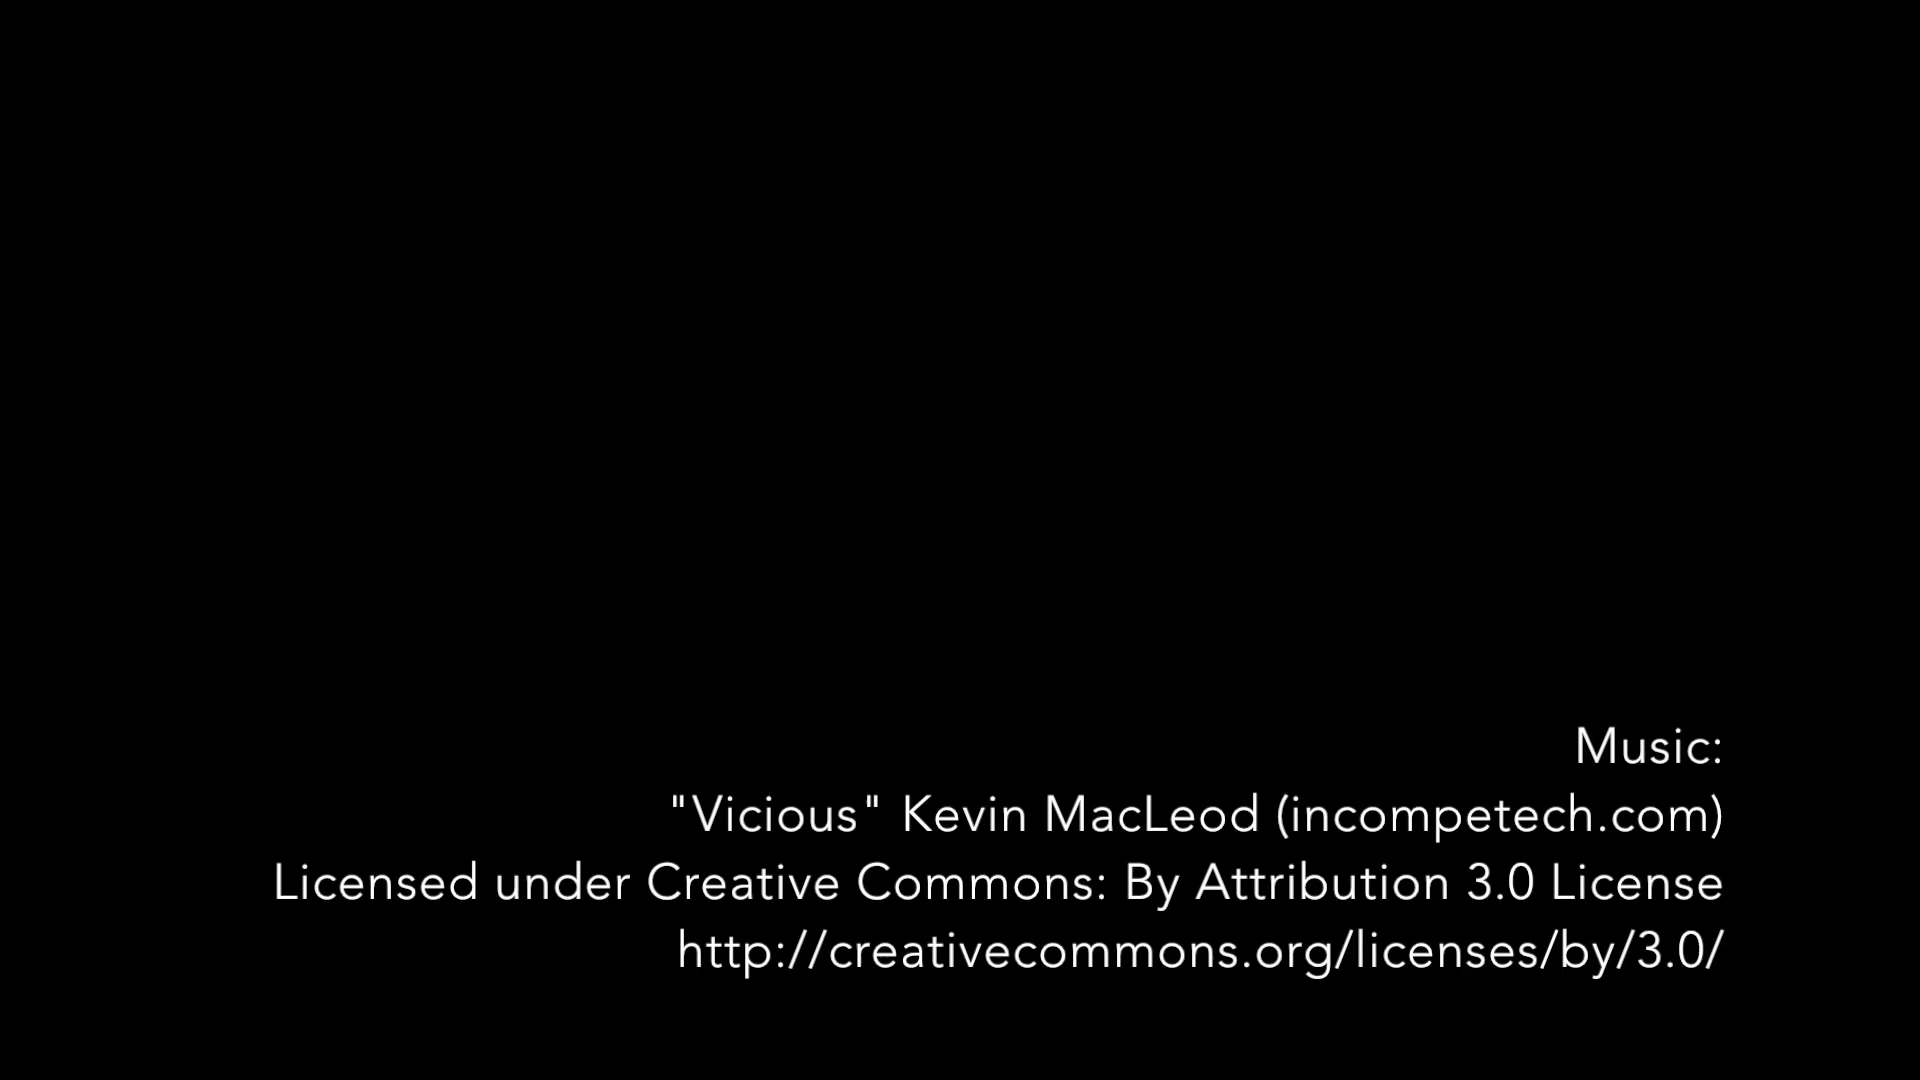 Music:
"Vicious" Kevin MacLeod (incompetech.com)
Licensed under Creative Commons: By Attribution 3.0 License
http://creativecommons.org/licenses/by/3.0/